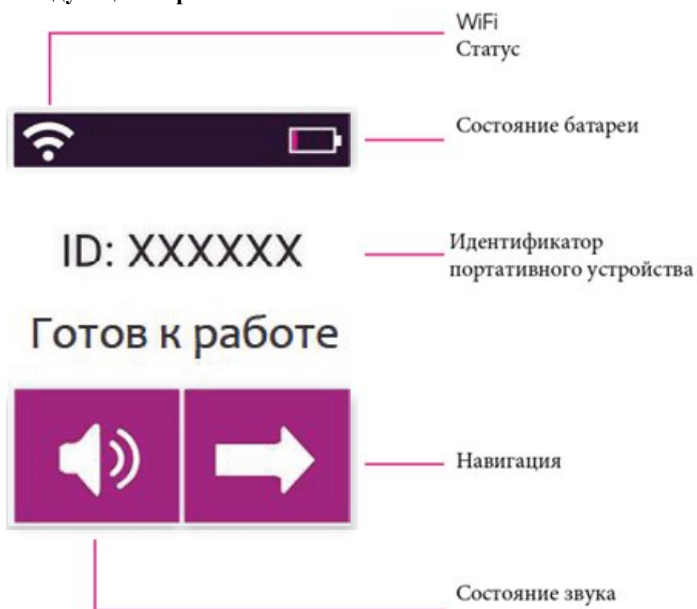 WiFi
Статус
Состояние батареи
ID: XXXXXX
Идентификатор
портативного устройства
Готов к работе
Навигация
Состояние звука